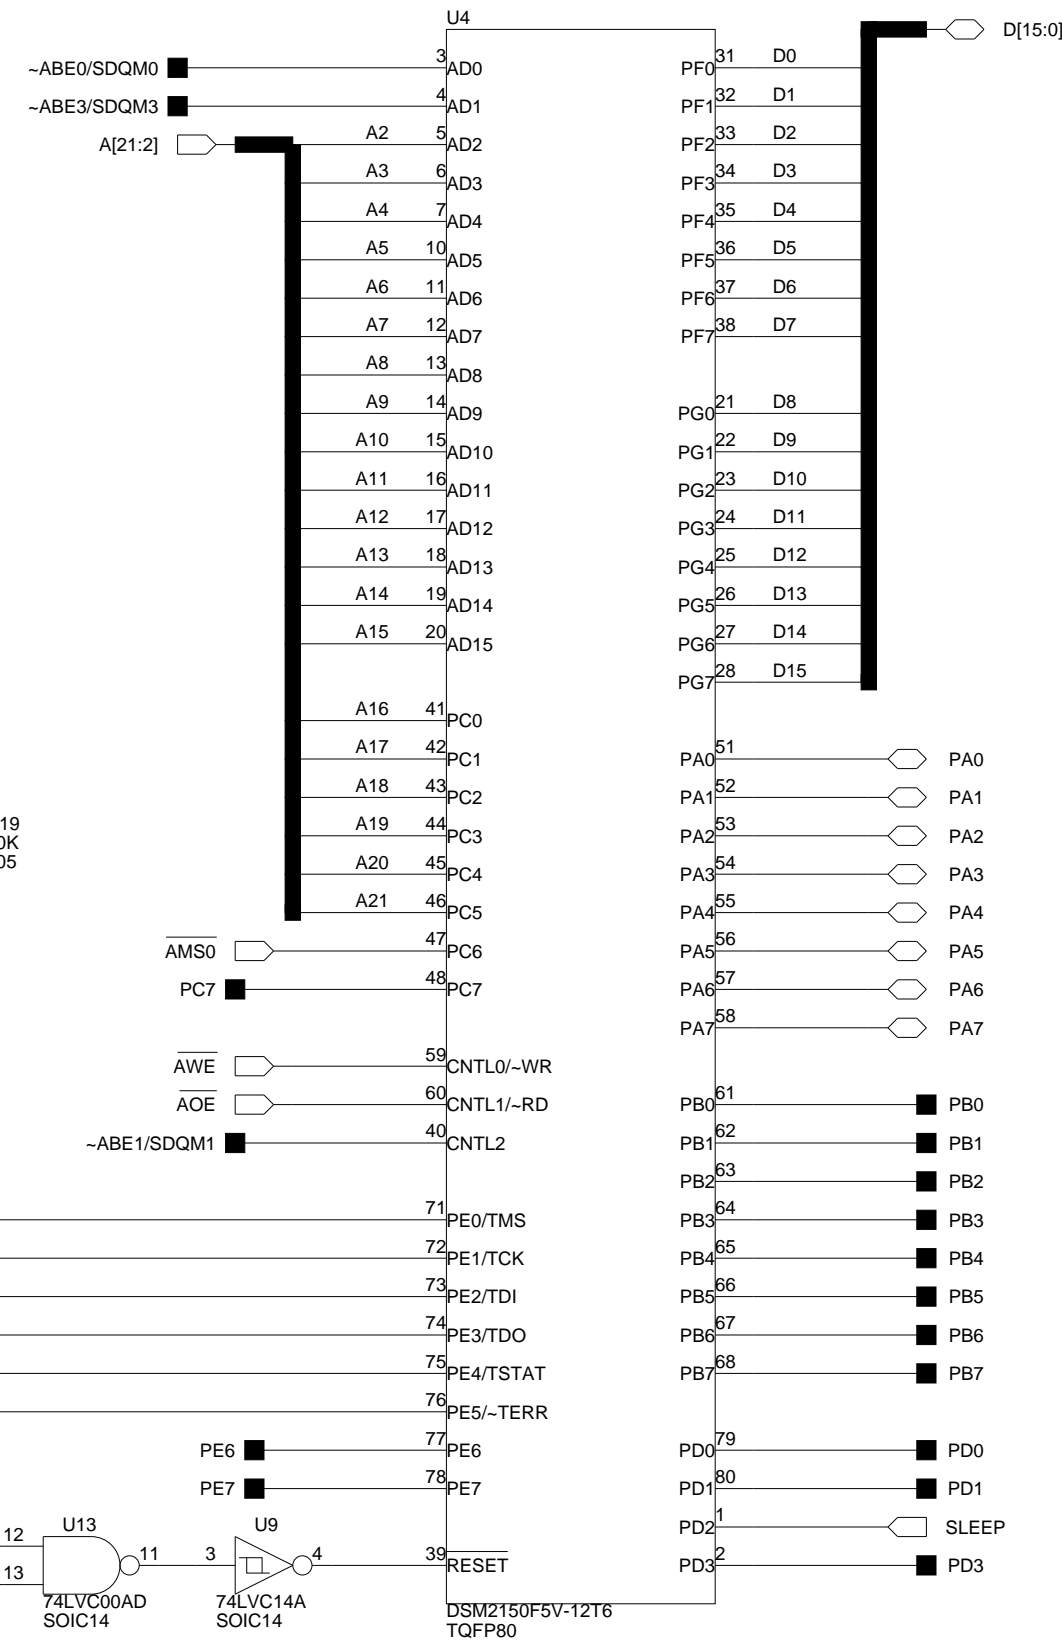 U4
D[15:0]
~ABE0/SDQM0 3 AD0 PF0 31 D0
~ABE3/SDQM3 4 AD1 PF1 32 D1
A[21:2] A2 5 AD2 PF2 33 D2
A3 6 AD3 PF3 34 D3
A4 7 AD4 PF4 35 D4
A5 10 AD5 PF5 36 D5
A6 11 AD6 PF6 37 D6
A7 12 AD7 PF7 38 D7
A8 13 AD8
A9 14 AD9 PG0 21 D8
A10 15 AD10 PG1 22 D9
A11 16 AD11 PG2 23 D10
A12 17 AD12 PG3 24 D11
A13 18 AD13 PG4 25 D12
A14 19 AD14 PG5 26 D13
A15 20 AD15 PG6 27 D14
PG7 28 D15
A16 41 PC0
A17 42 PC1 PA0 51 PA0
A18 43 PC2 PA1 52 PA1
19
0K
05
A19 44 PC3 PA2 53 PA2
A20 45 PC4 PA3 54 PA3
A21 46 PC5 PA4 55 PA4
AMS0 47 PC6 PA5 56 PA5
PC7 48 PC7 PA6 57 PA6
PA7 58 PA7
AWE 59 CNTL0/~WR
AOE 60 CNTL1/~RD PB0 61 PB0
~ABE1/SDQM1 40 CNTL2 PB1 62 PB1
PB2 63 PB2
71 PE0/TMS PB3 64 PB3
72 PE1/TCK PB4 65 PB4
73 PE2/TDI PB5 66 PB5
74 PE3/TDO PB6 67 PB6
75 PE4/TSTAT PB7 68 PB7
76 PE5/~TERR
PE6 77 PE6 PD0 79 PD0
PE7 78 PE7 PD1 80 PD1
PD2 1 SLEEP
U13 U9
12 13 11 3 4 39 RESET PD3 2 PD3
74LVC00AD
SOIC14
74LVC14A
SOIC14
DSM2150F5V-12T6
TQFP80